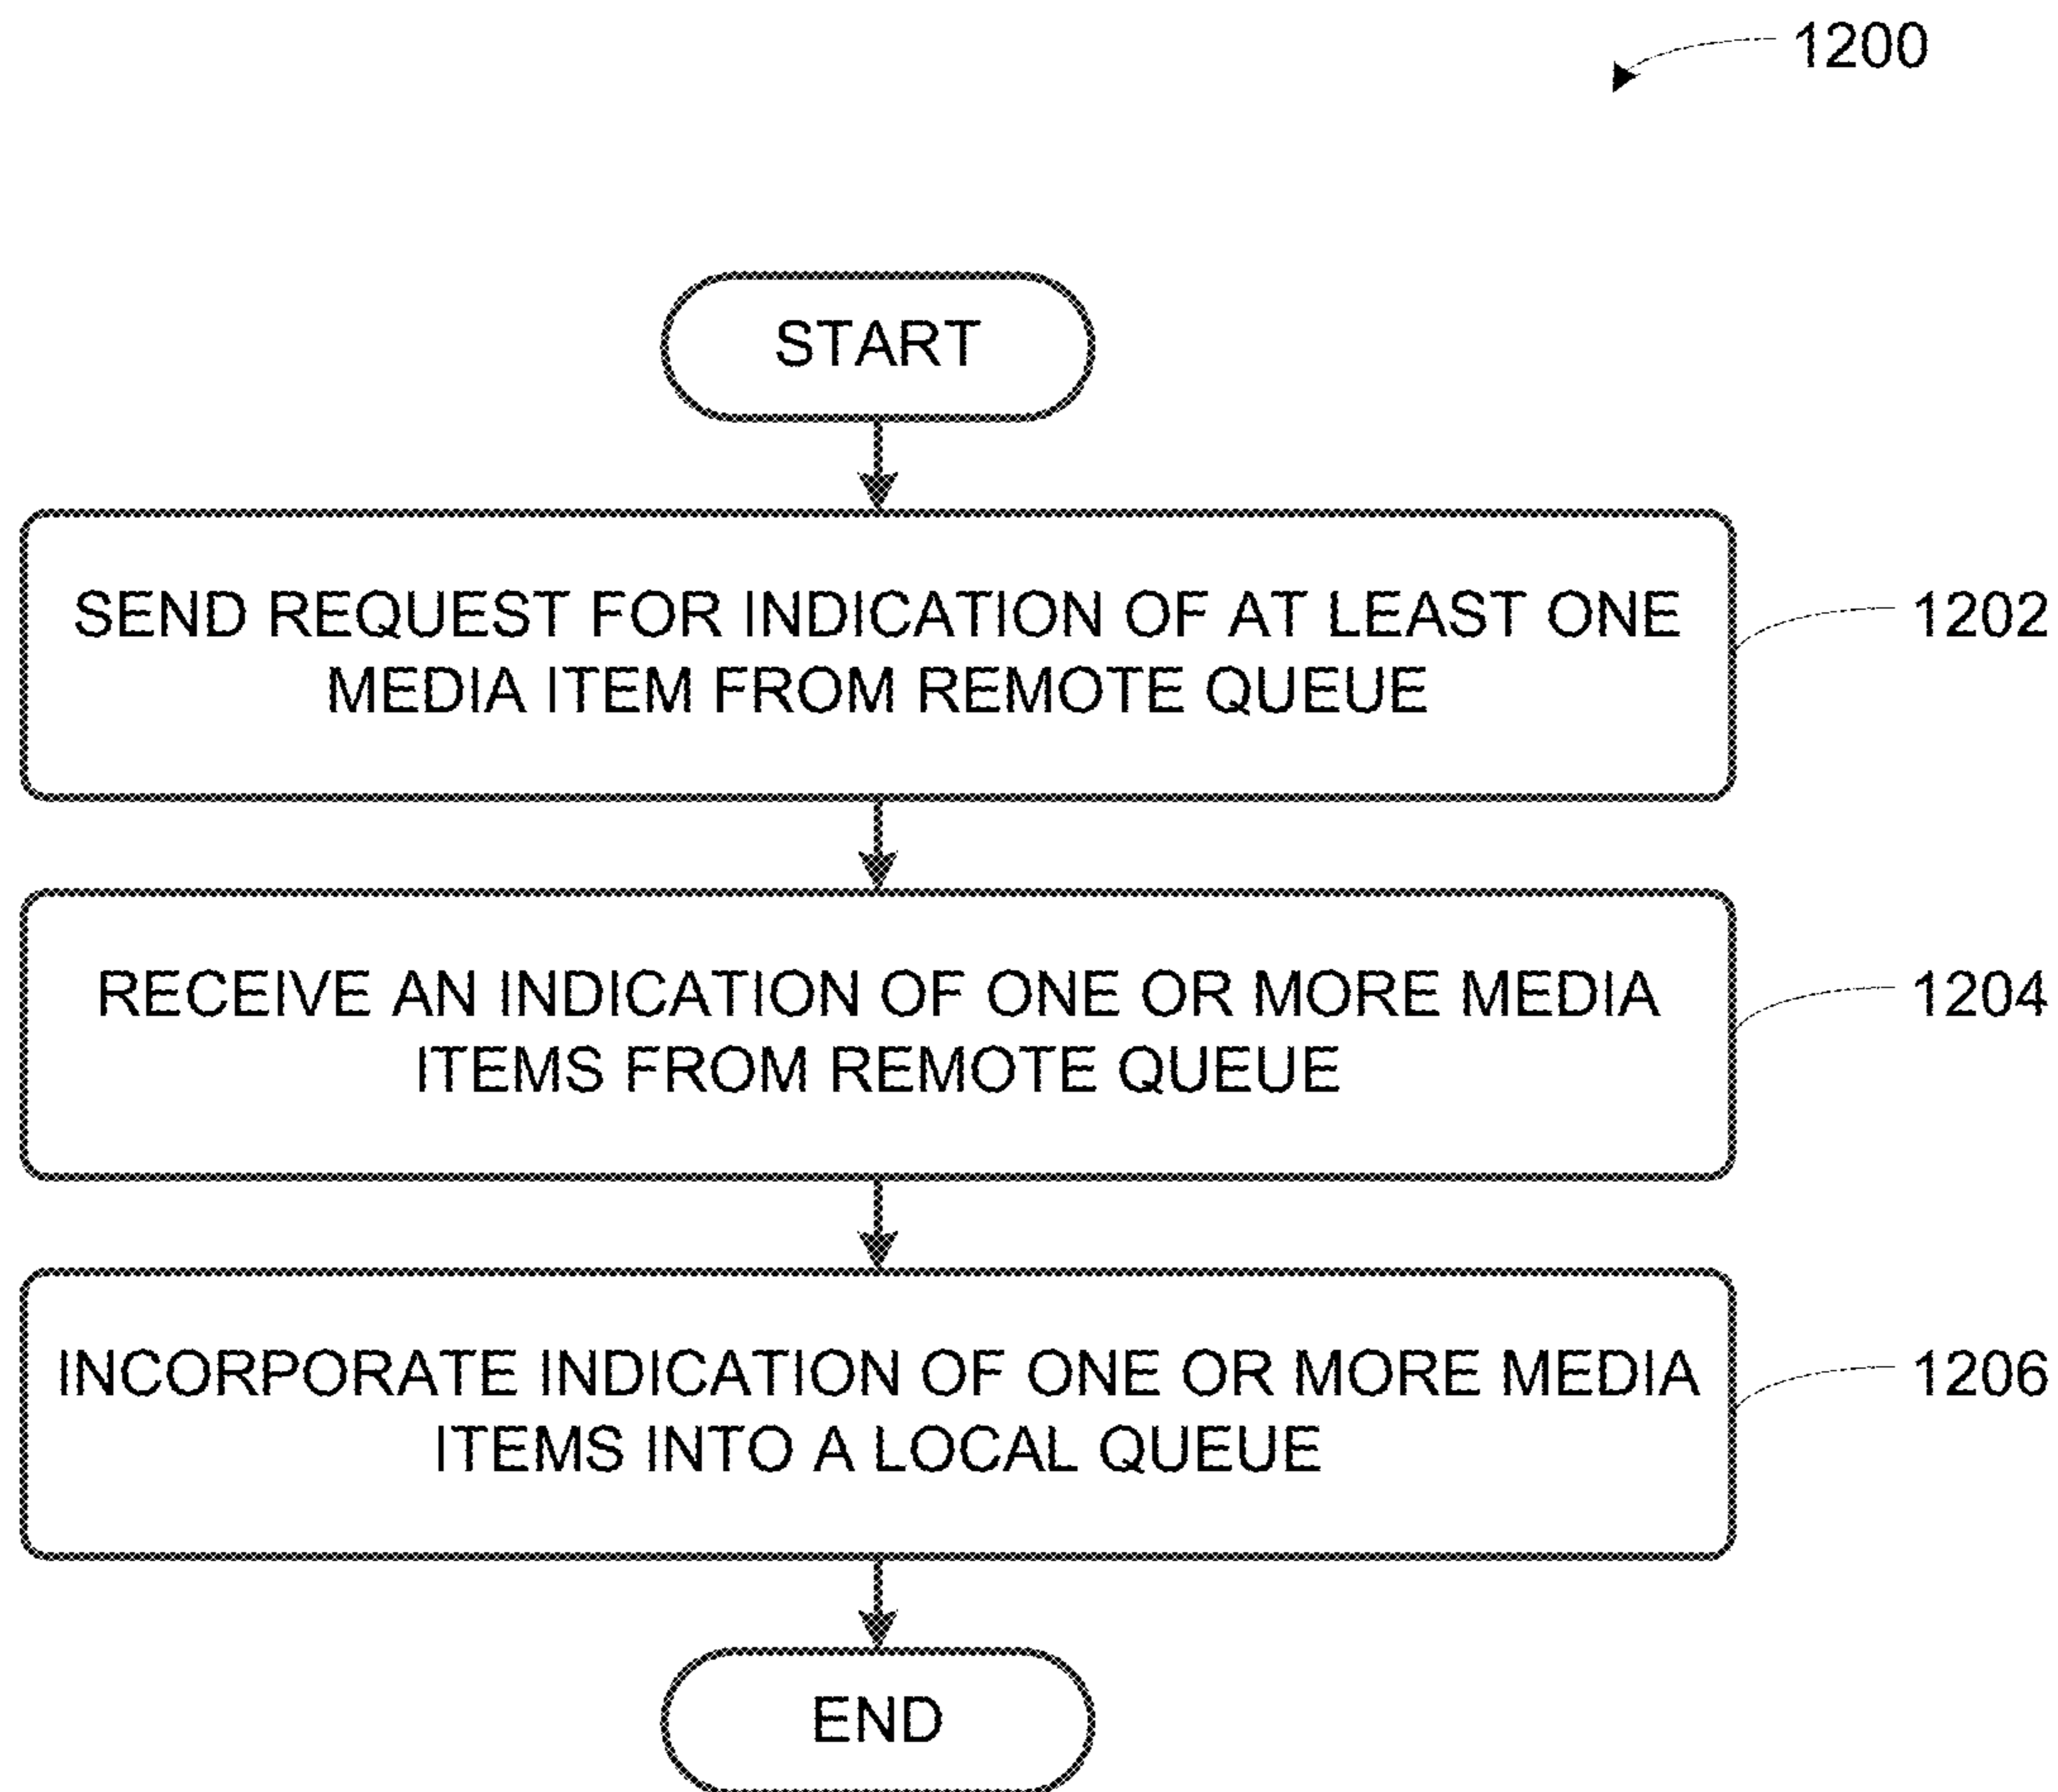 1200
START
SEND REQUEST FOR INDICATION OF AT LEAST ONE
MEDIA ITEM FROM REMOTE QUEUE
1202
RECEIVE AN INDICATION OF ONE OR MORE MEDIA
ITEMS FROM REMOTE QUEUE
1204
INCORPORATE INDICATION OF ONE OR MORE MEDIA
ITEMS INTO A LOCAL QUEUE
1206
END